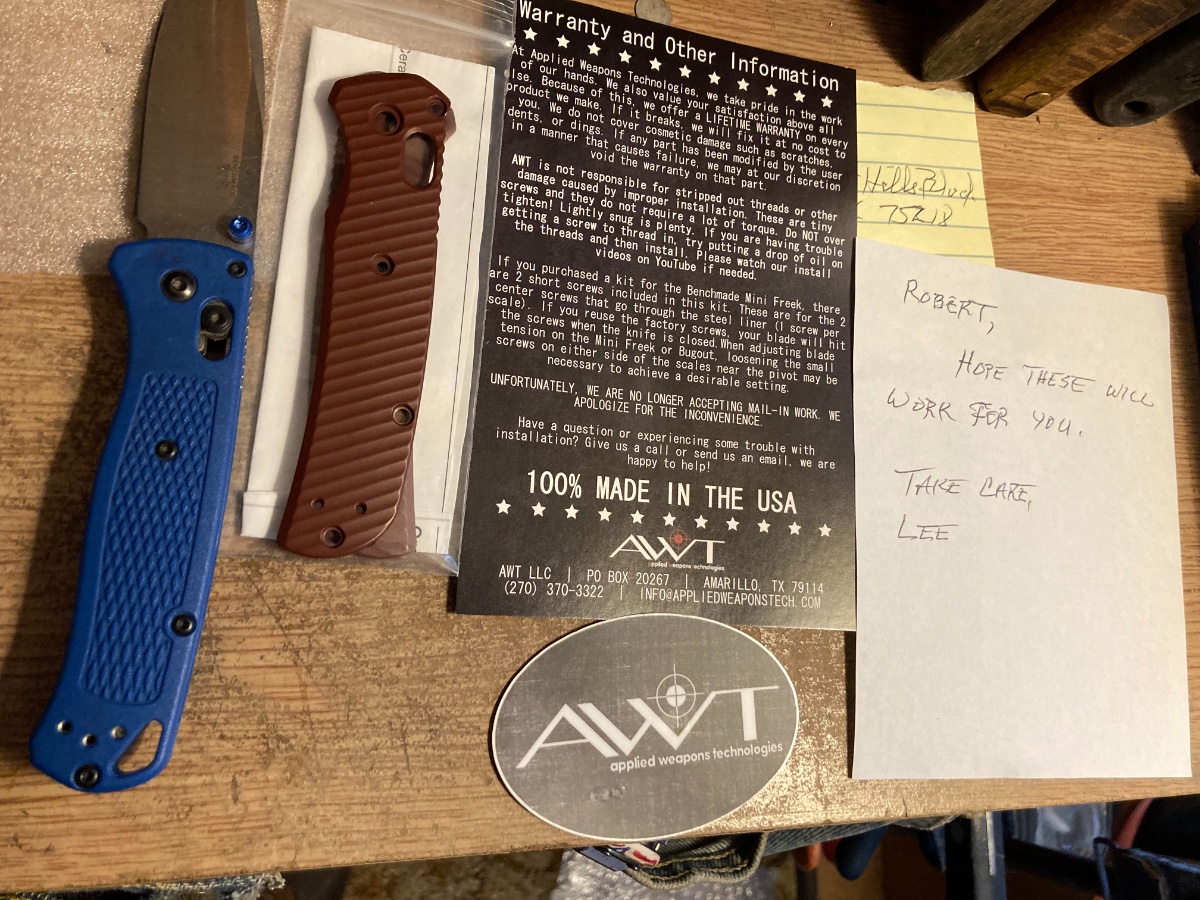 Warranty and Other Information
At Applied Weapons Technologies, we take pride in the work
of our hands. We also value your satisfaction above all
lse. Because of this, we offer a LIFETIME WARRANTY on every
product we make. If it breaks, we will fix it at no cost to
you. We do not cover cosmetic damage such as scratches,
dents, or dings. If any part has been modified by the user
in a manner that causes failure, we may at our discretion
void the warranty on that part.
AWT is not responsible for stripped out threads or other
damage caused by improper installation. These are tiny
screws and they do not require a lot of torque. Do NOT over
tighten! Lightly snug is plenty. If you are having trouble
getting a screw to thread in, try putting a drop of oil on
the threads and then install. Please watch our install
videos on YouTube if needed.
If you purchased a kit for the Benchmade Mini Freek, there
are 2 short screws included in this kit. These are for the 2
center screws that go through the steel liner (1 screw per
scale). If you reuse the factory screws, your blade will hit
the screws when the knife is closed.When adjusting blade
tension on the Mini Freek or Bugout, loosening the small
screws on either side of the scales near the pivot may be
necessary to achieve a desirable setting.
UNFORTUNATELY, WE ARE NO LONGER ACCEPTING MAIL-IN WORK. WE
APOLOGIZE FOR THE INCONVENIENCE.
Have a question or experiencing some trouble with
installation? Give us a call or send us an email, we are
happy to help!
100% MADE IN THE USA
AWT
applied weapons technologies
AWT LLC | PO BOX 20267 | AMARILLO, TX 79114
(270) 370-3322 | INFO@APPLIEDWEAPONSTECH.COM
75218
ROBERT,
HOPE THESE WILL
WORK FOR YOU.
TAKE CARE,
LEE
AWT
applied weapons technologies